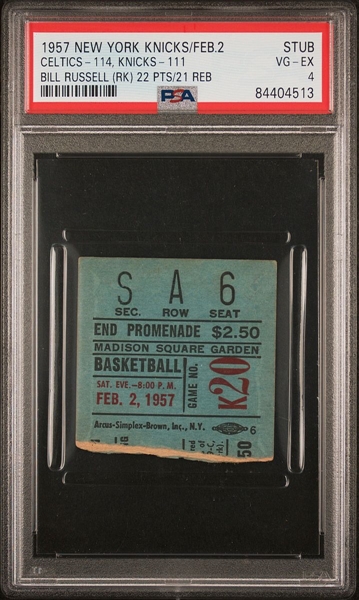 1957 NEW YORK KNICKS/FEB.2 STUB
CELTICS-114, KNICKS-111 VG-EX
BILL RUSSELL (RK) 22 PTS/21 REB 4
PSA 84404513
S A 6
SEC. ROW SEAT
END PROMENADE $2.50
MADISON SQUARE GARDEN
BASKETBALL
SAT. EVE.-8:00 P.M.
FEB. 2, 1957
GAME NO.
K20
Arcus-Simplex-Brown, Inc., N.Y. 6